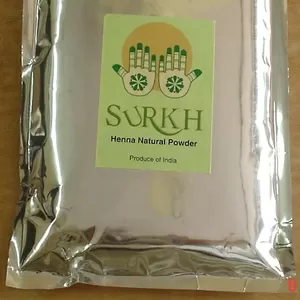 SURKH
Henna Natural Powder
Produce of India